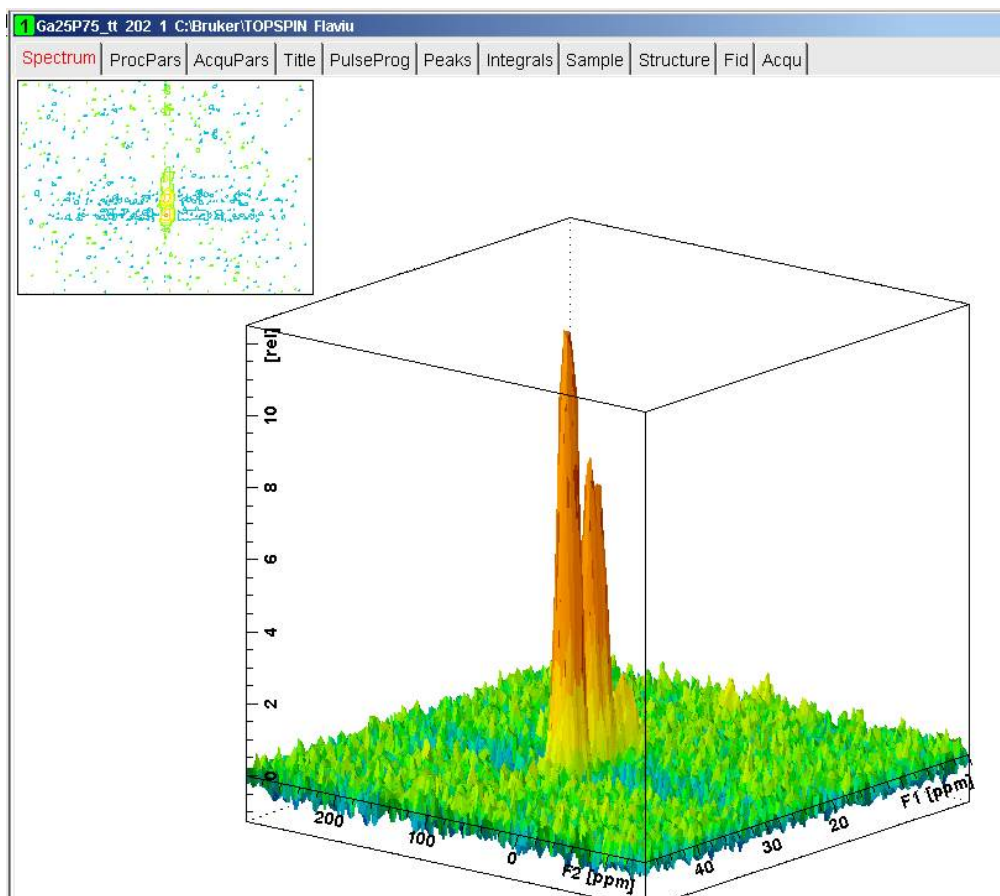 1 Ga25P75_tt 202 1 C:\Bruker\TOPSPIN Flaviu
Spectrum ProcPars AcquPars Title PulseProg Peaks Integrals Sample Structure Fid Acqu
[rel]
10
8
6
4
2
0
200 100 0 F2 [ppm]
40 30 20 F1 [ppm]